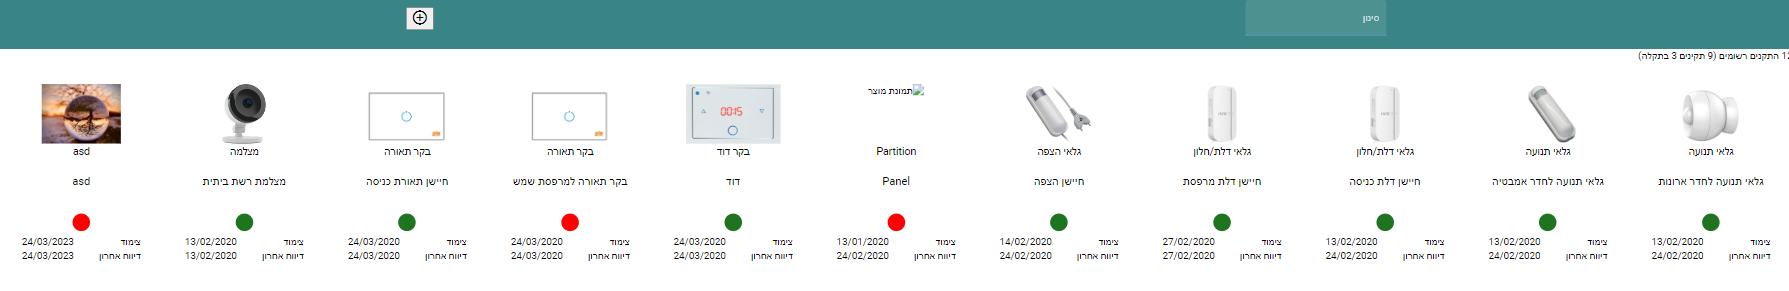 סינון
12 התקנים רשומים (9 תקינים 3 בתקלה)
גלאי תנועה
גלאי תנועה לחדר ארונות
צימוד 13/02/2020
דיווח אחרון 24/02/2020
גלאי תנועה
גלאי תנועה לחדר אמבטיה
צימוד 13/02/2020
דיווח אחרון 24/02/2020
גלאי דלת/חלון
חיישן דלת כניסה
צימוד 13/02/2020
דיווח אחרון 24/02/2020
גלאי דלת/חלון
חיישן דלת מרפסת
צימוד 27/02/2020
דיווח אחרון 27/02/2020
גלאי הצפה
חיישן הצפה
צימוד 14/02/2020
דיווח אחרון 24/02/2020
תמונת מוצר
Partition
Panel
צימוד 13/01/2020
דיווח אחרון 24/02/2020
00:15
בקר דוד
דוד
צימוד 24/03/2020
דיווח אחרון 24/03/2020
בקר תאורה
בקר תאורה למרפסת שמש
צימוד 24/03/2020
דיווח אחרון 24/03/2020
בקר תאורה
חיישן תאורת כניסה
צימוד 24/03/2020
דיווח אחרון 24/03/2020
מצלמה
מצלמת רשת ביתית
צימוד 13/02/2020
דיווח אחרון 13/02/2020
asd
asd
צימוד 24/03/2023
דיווח אחרון 24/03/2023